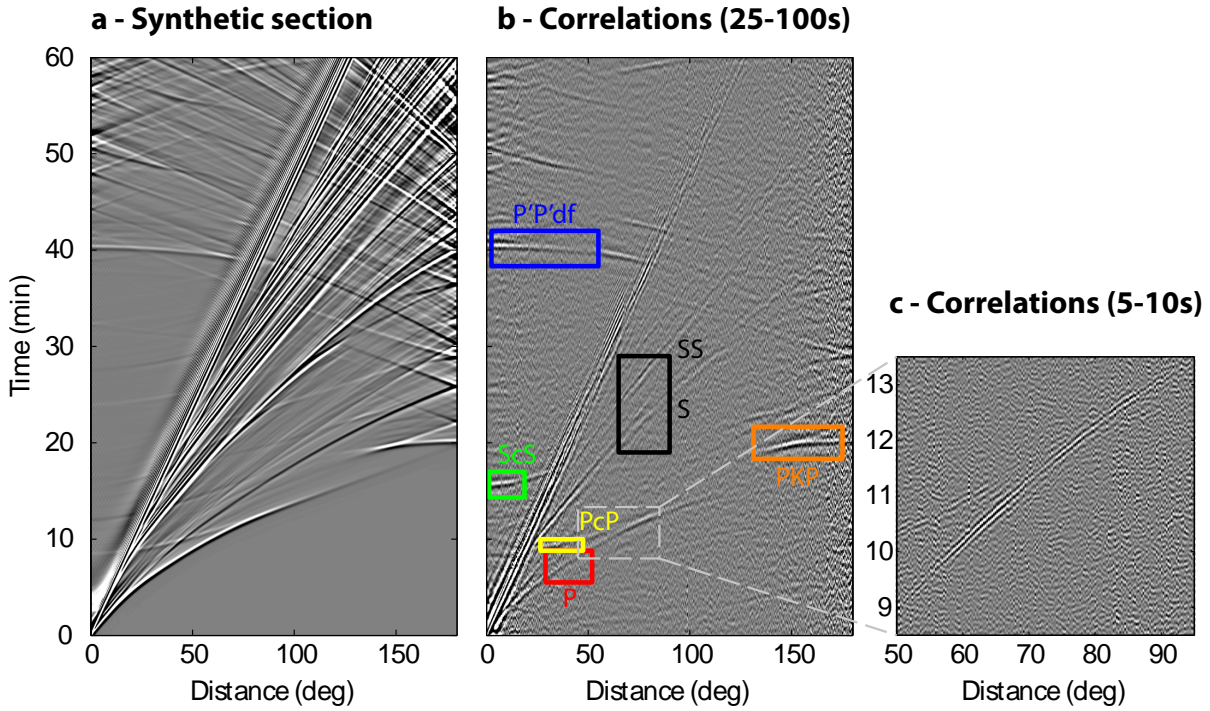 a - Synthetic section
b - Correlations (25-100s)
60
50
40
30
20
10
0
Time (min)
0 50 100 150
Distance (deg)
P'P'df
SS
S
ScS
PKP
PcP
P
0 50 100 150
Distance (deg)
c - Correlations (5-10s)
13
12
11
10
9
50 60 70 80 90
Distance (deg)